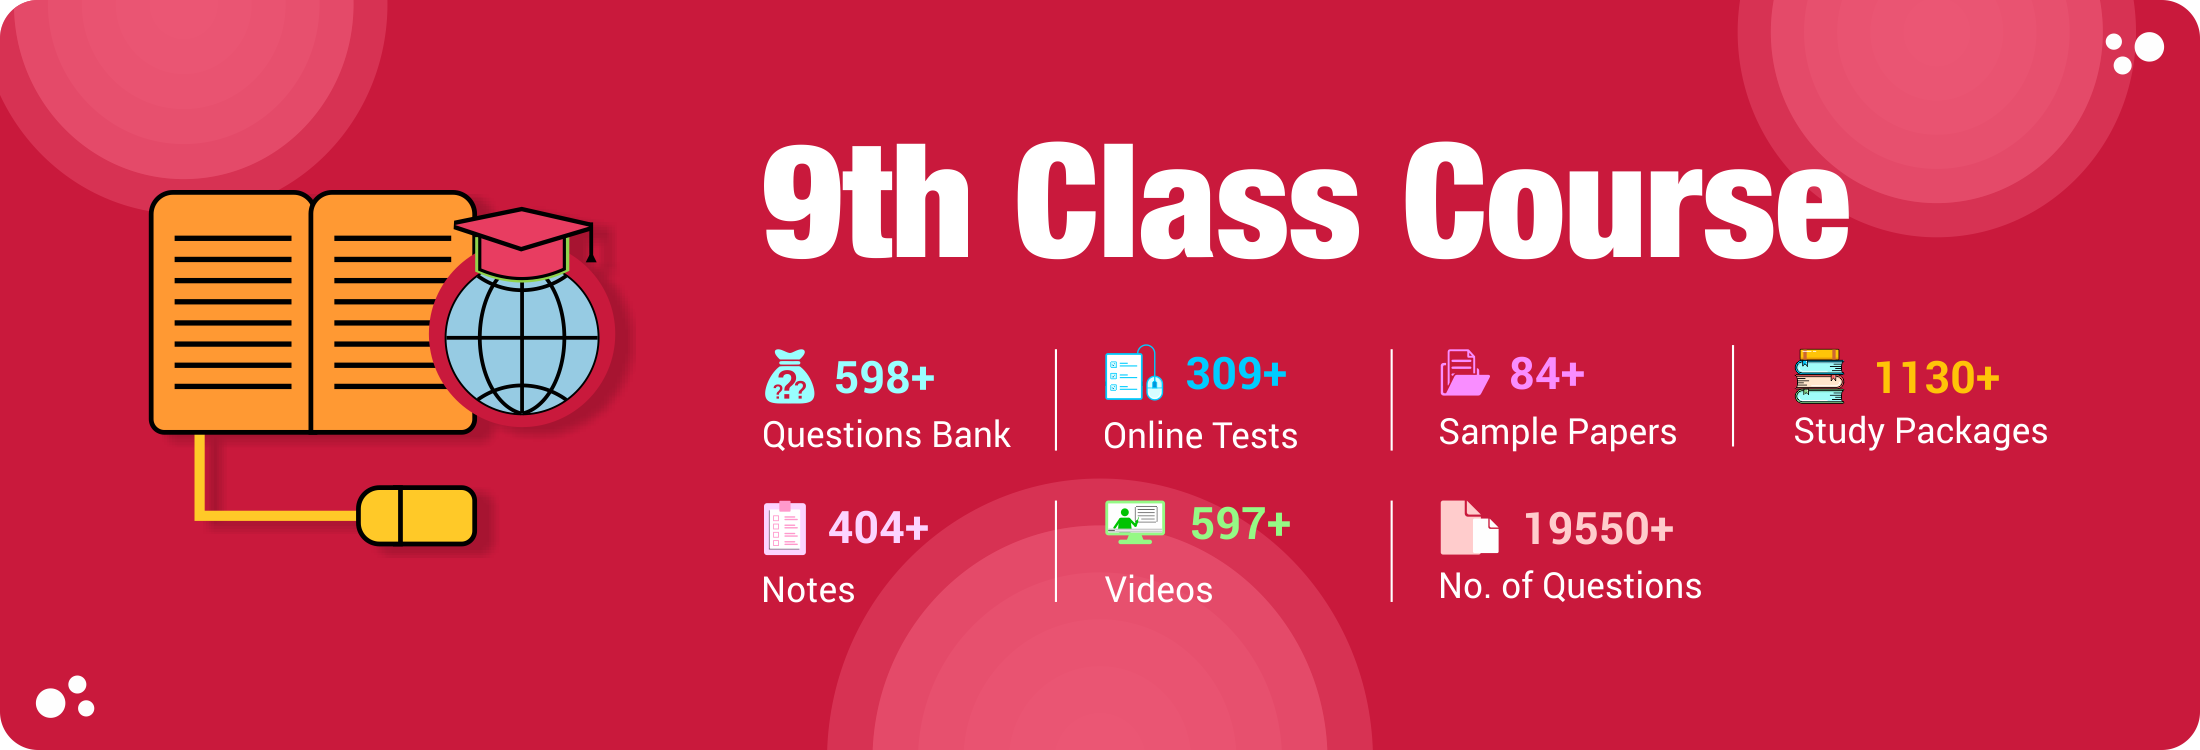 9th Class Course
???
598+
Questions Bank
309+
Online Tests
84+
Sample Papers
1130+
Study Packages
404+
Notes
597+
Videos
19550+
No. of Questions